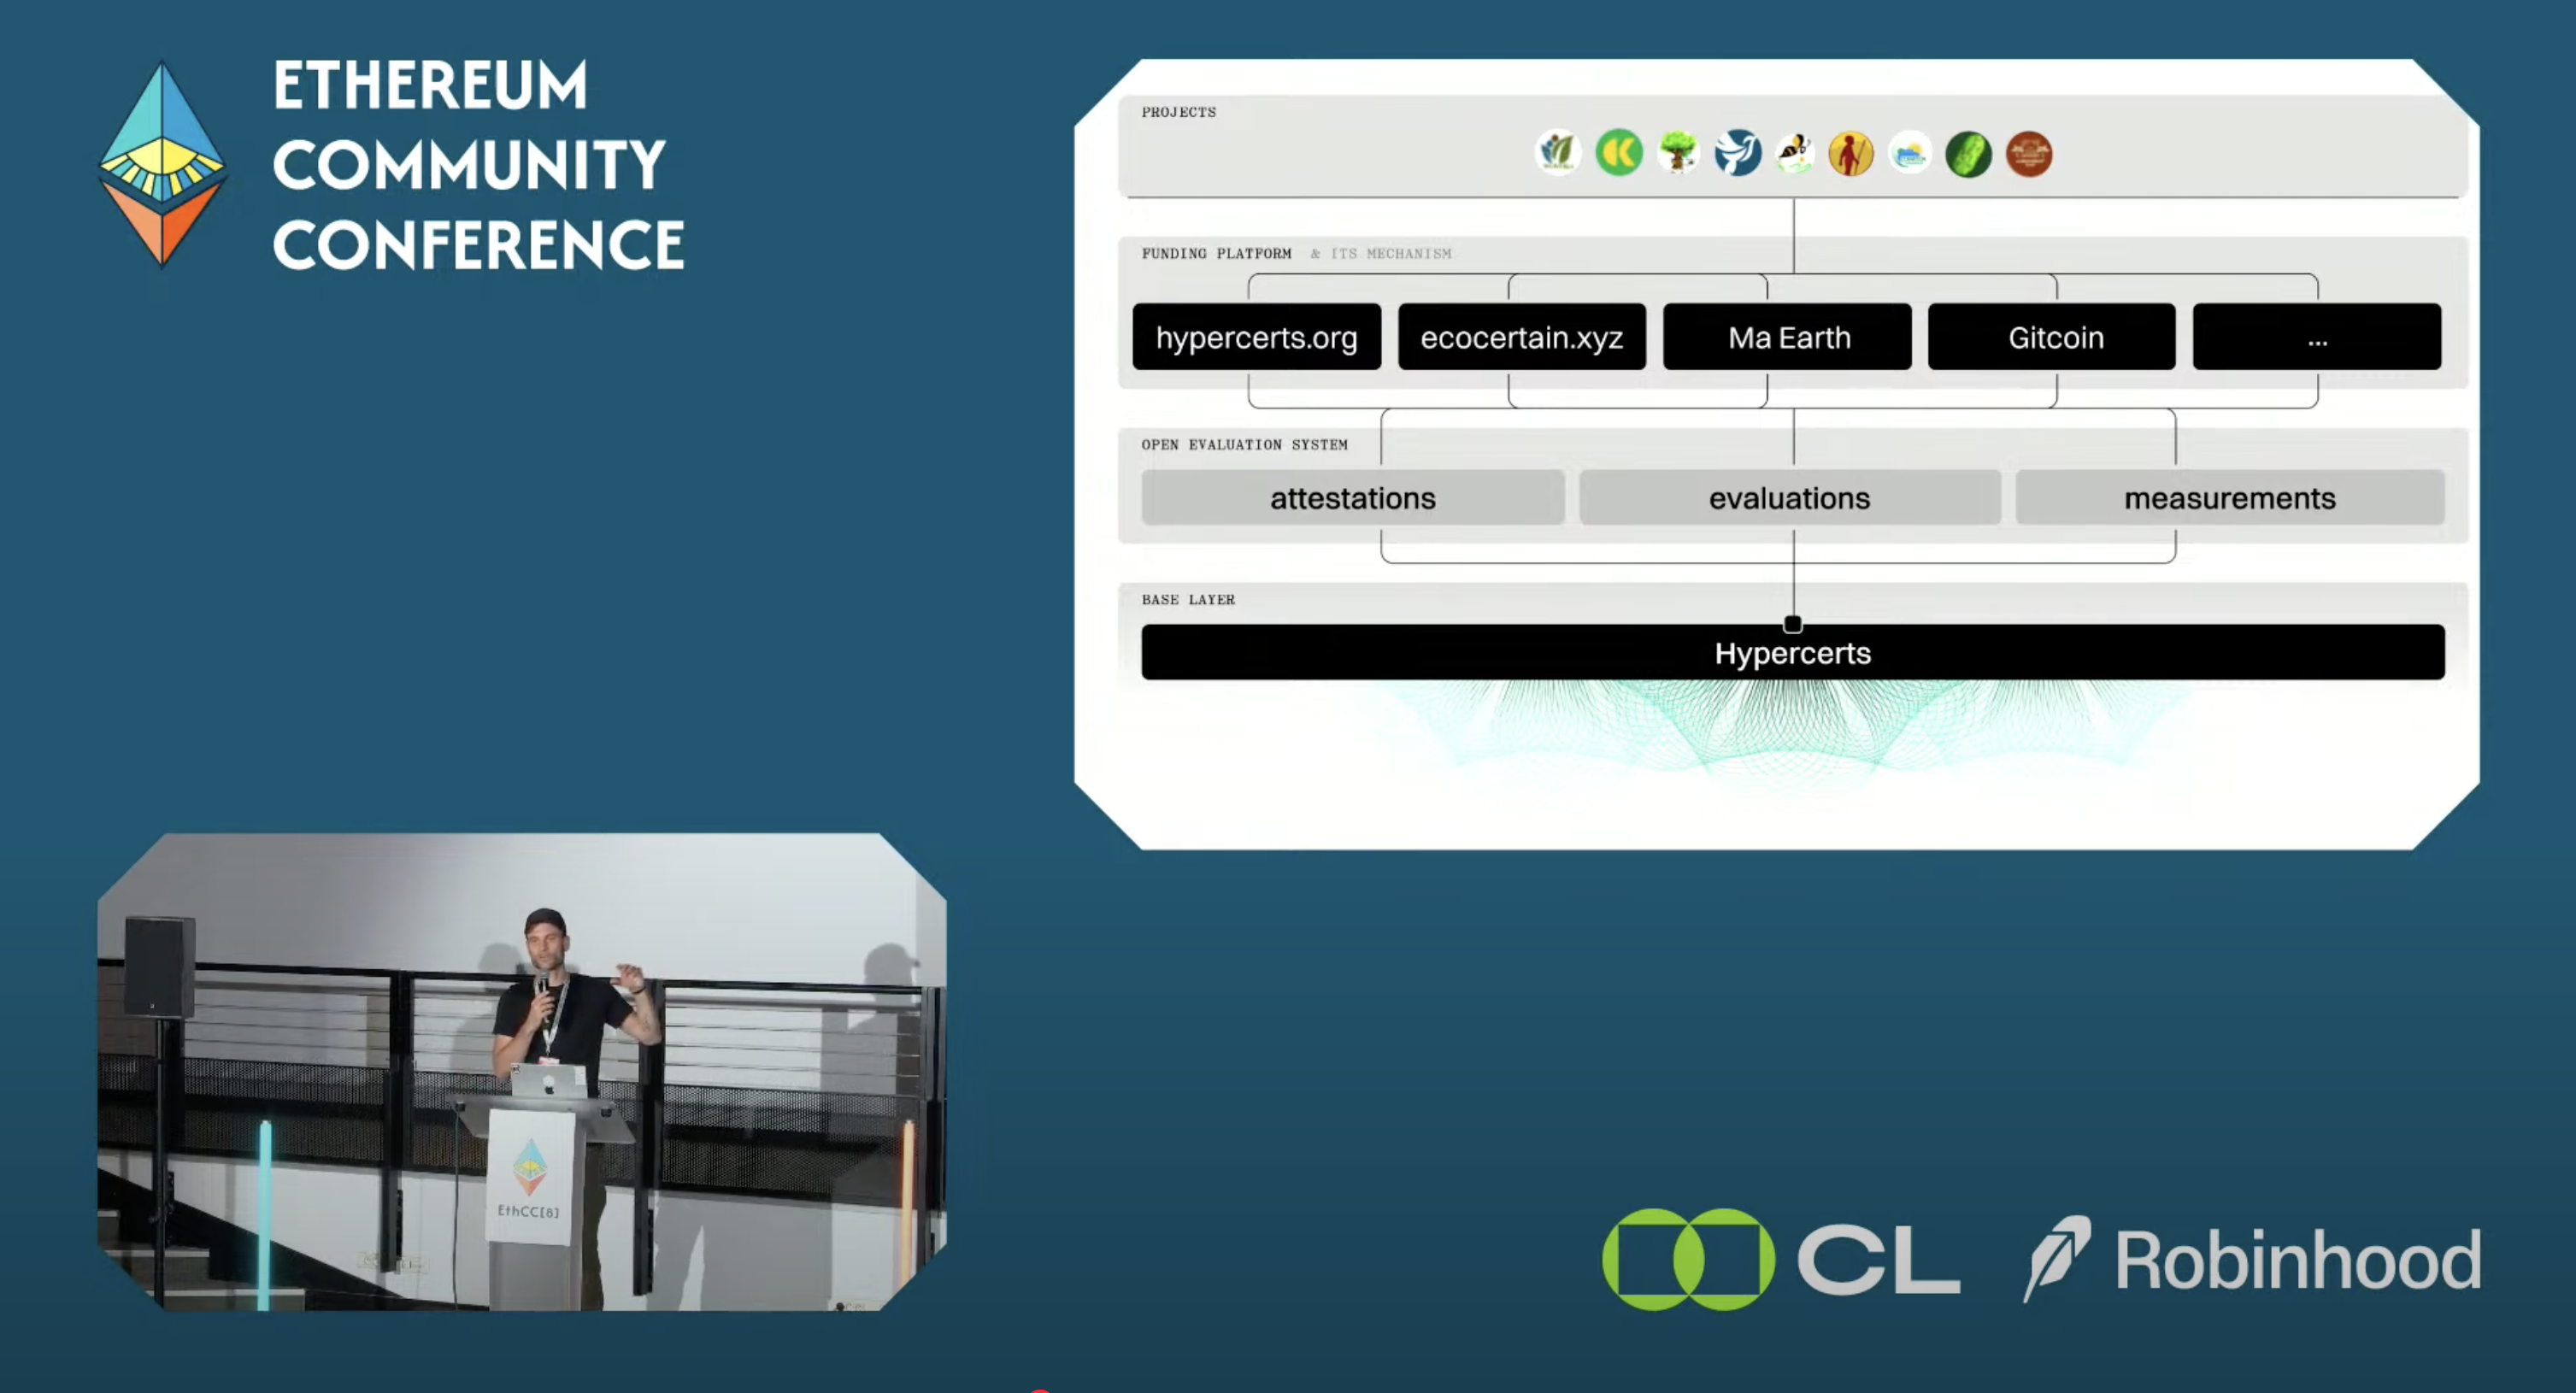 ETHEREUM
COMMUNITY
CONFERENCE
PROJECTS
FUNDING PLATFORM & ITS MECHANISM
hypercerts.org
ecocertain.xyz
Ma Earth
Gitcoin
...
OPEN EVALUATION SYSTEM
attestations
evaluations
measurements
BASE LAYER
Hypercerts
EthCC[8]
CL
Robinhood